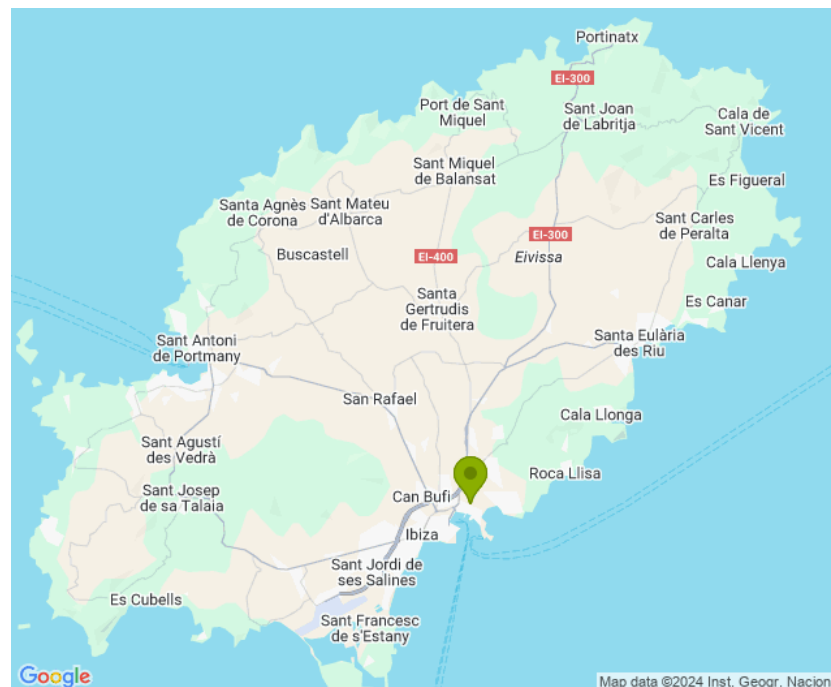 Portinatx
EI-300
Port de Sant
Miquel
Sant Joan
de Labritja
Cala de
Sant Vicent
Sant Miquel
de Balansat
Es Figueral
Santa Agnès
de Corona
Sant Mateu
d'Albarca
Sant Carles
de Peralta
EI-300
Buscastell
EI-400
Eivissa
Cala Llenya
Santa
Gertrudis
de Fruitera
Es Canar
Sant Antoni
de Portmany
Santa Eulària
des Riu
San Rafael
Cala Llonga
Sant Agustí
des Vedrà
Roca Llisa
Sant Josep
de sa Talaia
Can Bufi
Ibiza
Sant Jordi de
ses Salines
Es Cubells
Sant Francesc
de s'Estany
Google
Map data ©2024 Inst. Geogr. Nacion